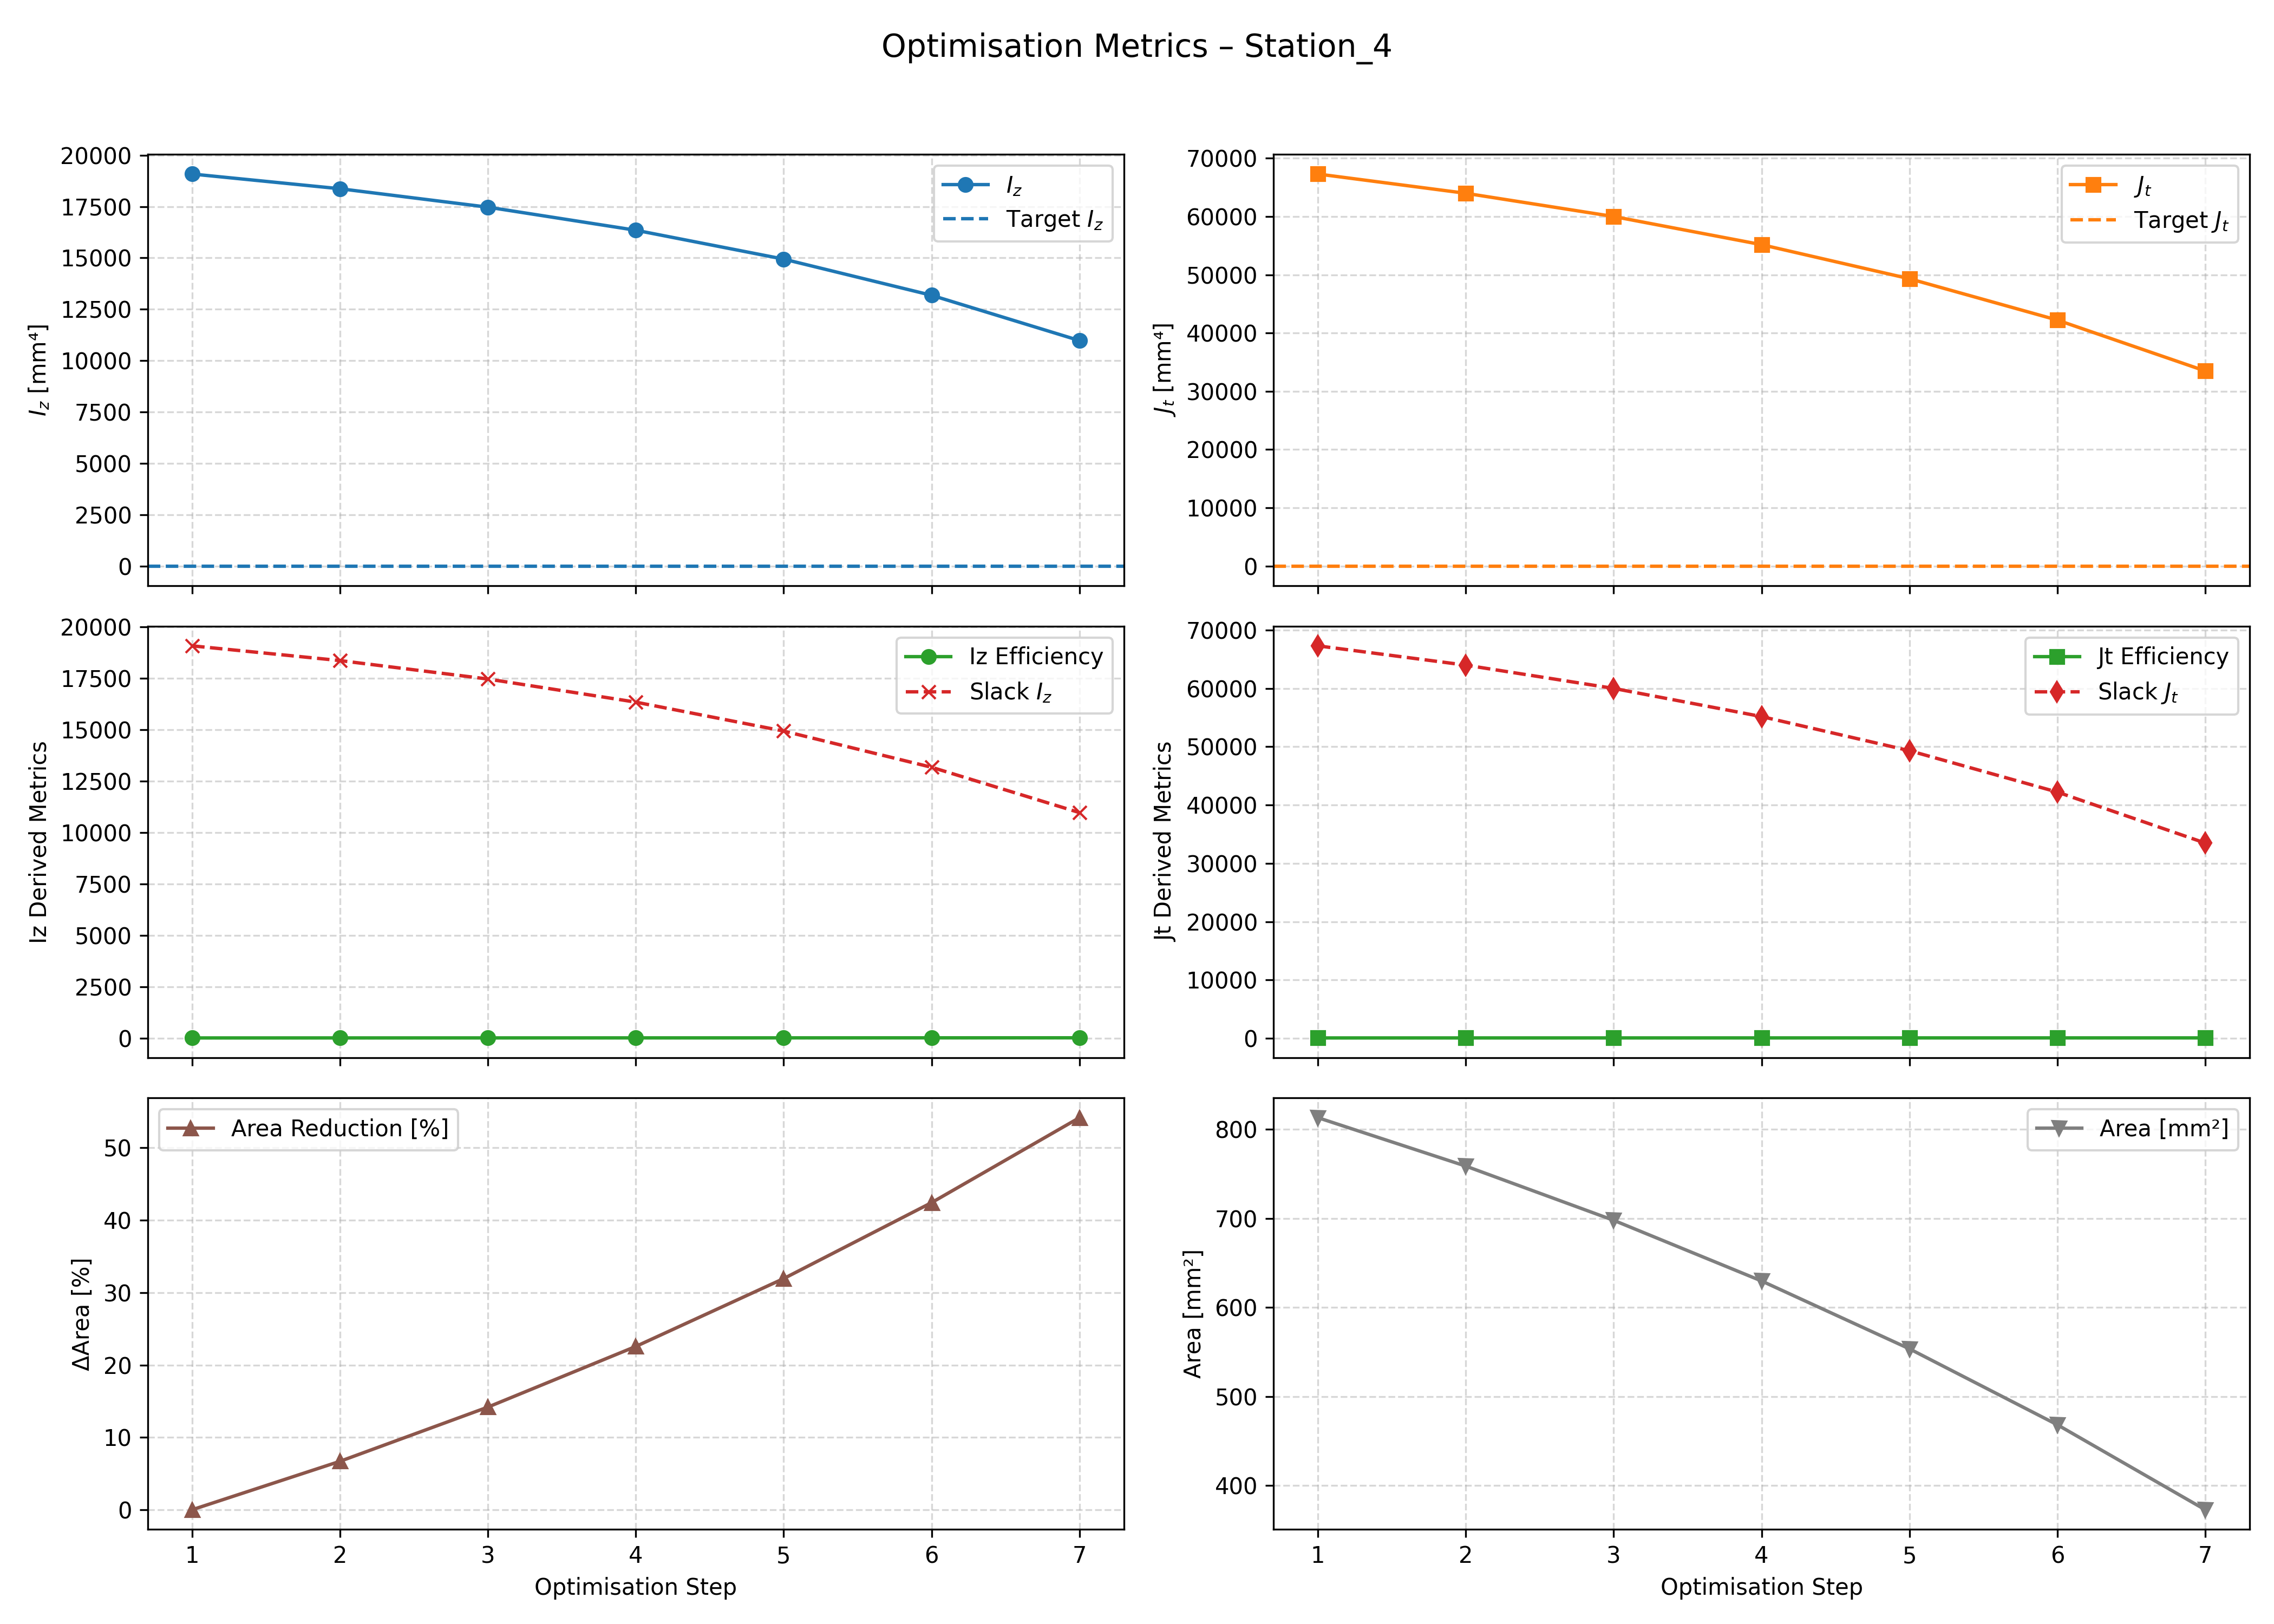 Optimisation Metrics – Station_4
20000
17500
15000
12500
10000
7500
5000
2500
0
I_z [mm⁴]
I_z
Target I_z
70000
60000
50000
40000
30000
20000
10000
0
J_t [mm⁴]
J_t
Target J_t
20000
17500
15000
12500
10000
7500
5000
2500
0
Iz Derived Metrics
Iz Efficiency
Slack I_z
70000
60000
50000
40000
30000
20000
10000
0
Jt Derived Metrics
Jt Efficiency
Slack J_t
50
40
30
20
10
0
ΔArea [%]
Area Reduction [%]
1 2 3 4 5 6 7
Optimisation Step
800
700
600
500
400
Area [mm²]
Area [mm²]
1 2 3 4 5 6 7
Optimisation Step